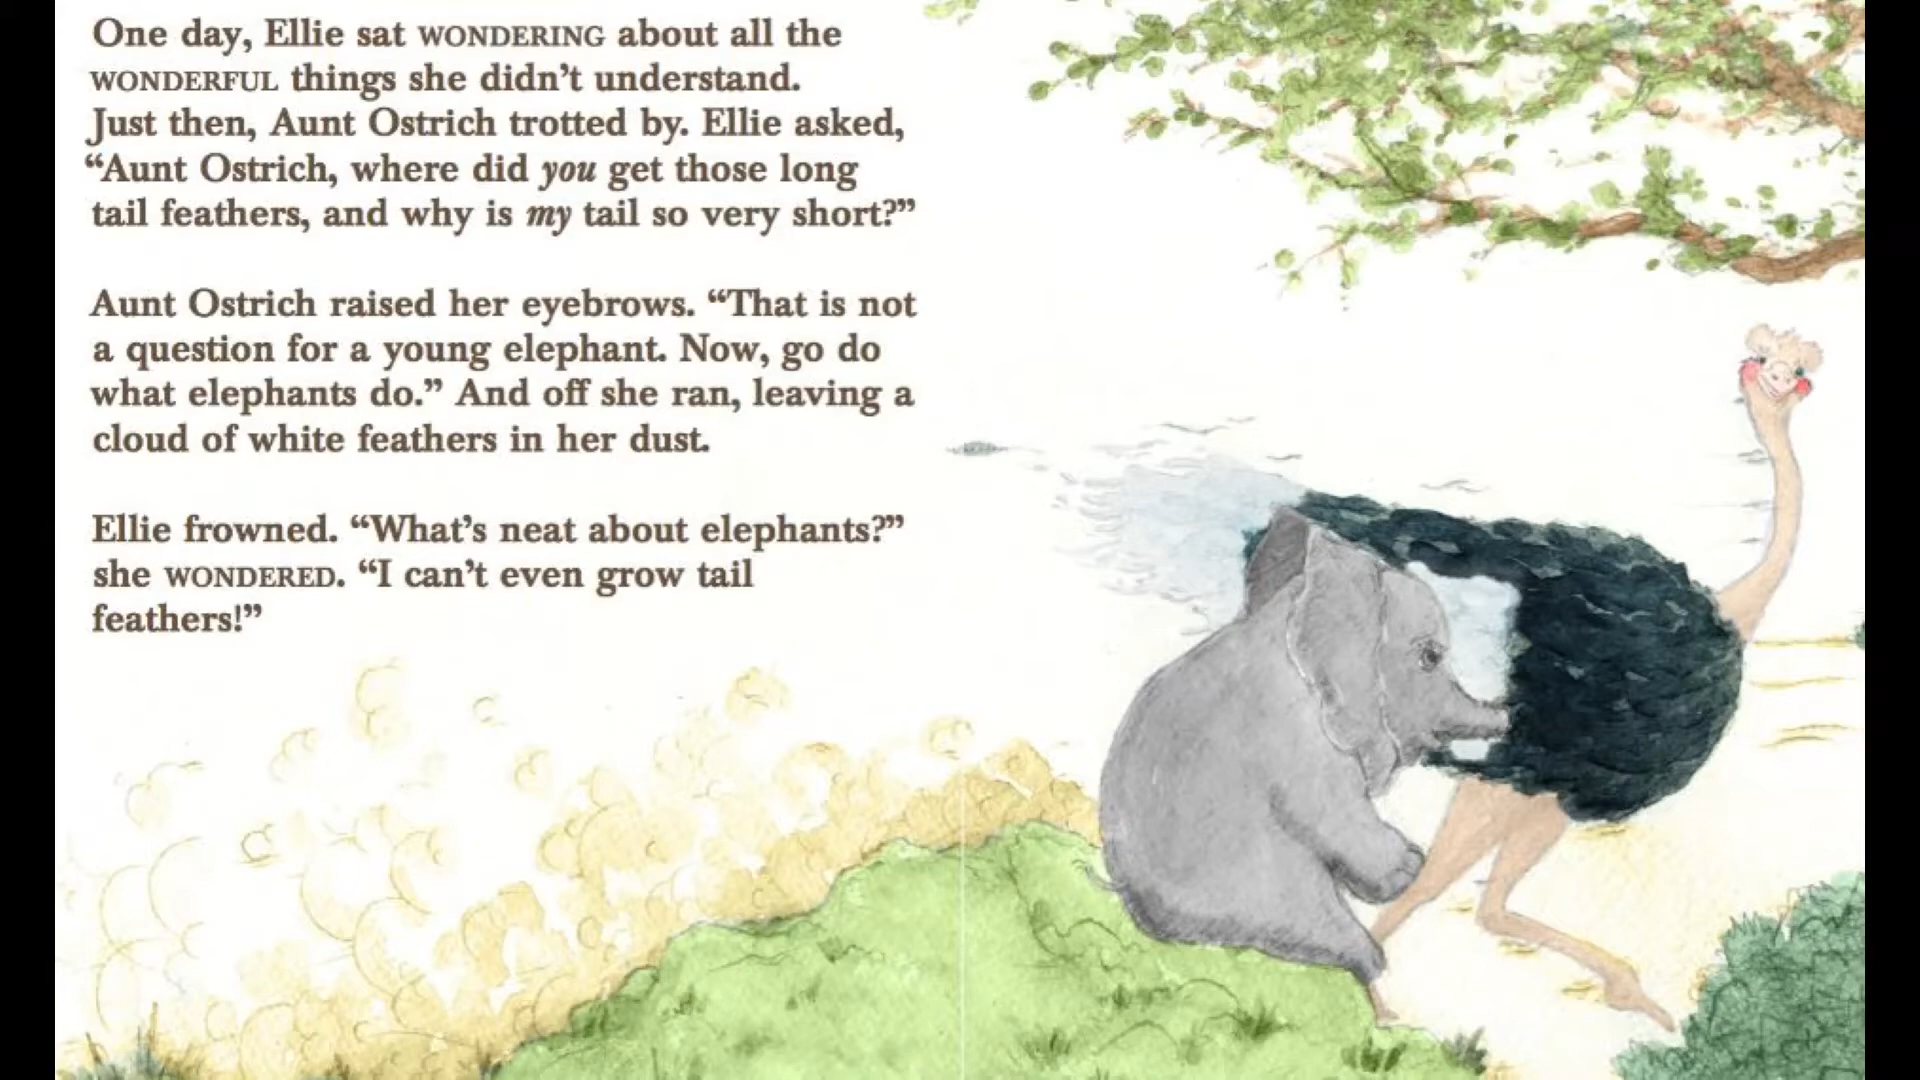 One day, Ellie sat WONDERING about all the
WONDERFUL things she didn’t understand.
Just then, Aunt Ostrich trotted by. Ellie asked,
“Aunt Ostrich, where did you get those long
tail feathers, and why is my tail so very short?”
Aunt Ostrich raised her eyebrows. “That is not
a question for a young elephant. Now, go do
what elephants do.” And off she ran, leaving a
cloud of white feathers in her dust.
Ellie frowned. “What’s neat about elephants?”
she WONDERED. “I can’t even grow tail
feathers!”